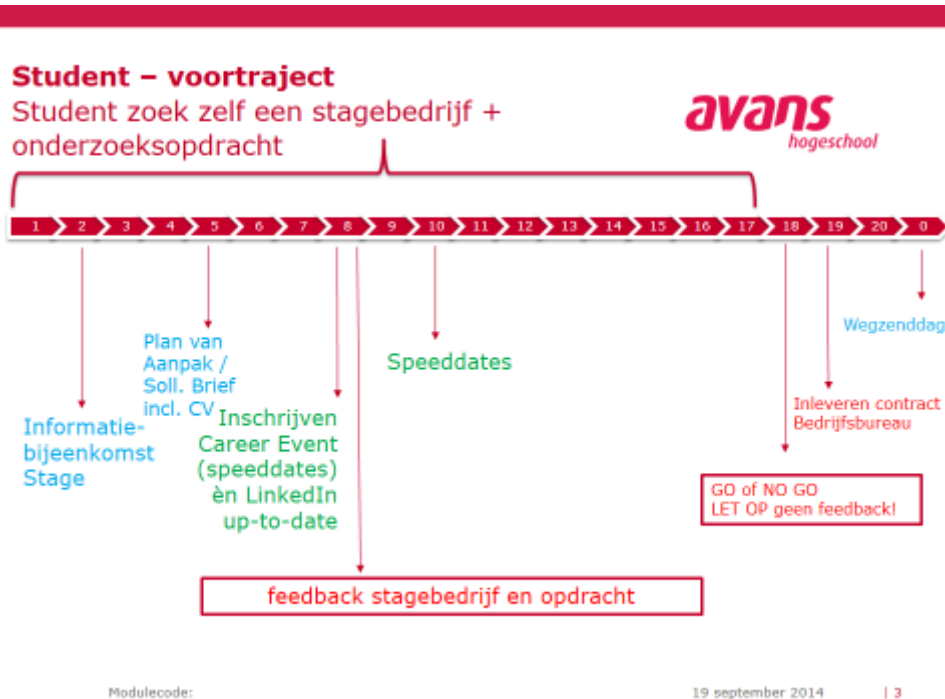 Student – voortraject
Student zoek zelf een stagebedrijf +
onderzoeksopdracht
avans
hogeschool
1 2 3 4 5 6 7 8 9 10 11 12 13 14 15 16 17 18 19 20 0
Informatie-
bijeenkomst
Stage
Plan van
Aanpak /
Soll. Brief
incl. CV
Inschrijven
Career Event
(speeddates)
èn LinkedIn
up-to-date
Speeddates
Wegzenddag
Inleveren contract
Bedrijfsbureau
GO of NO GO
LET OP geen feedback!
feedback stagebedrijf en opdracht
Modulecode:
19 september 2014
| 3